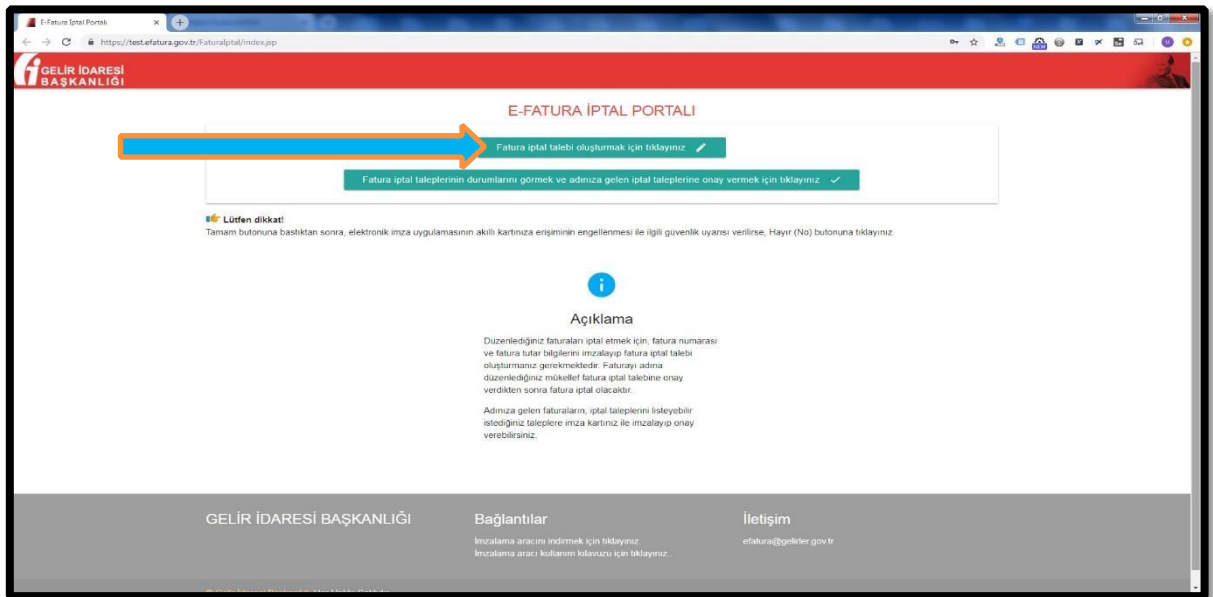 E-Fatura İptal Portalı
https://test.efatura.gov.tr/FaturaIptal/index.jsp
NEW
GELİR İDARESİ
BAŞKANLIĞI
E-FATURA İPTAL PORTALI
Fatura iptal talebi oluşturmak için tıklayınız
Fatura iptal taleplerinin durumlarını görmek ve adınıza gelen iptal taleplerine onay vermek için tıklayınız
Lütfen dikkat!
Tamam butonuna bastıktan sonra, elektronik imza uygulamasının akıllı kartınıza erişiminin engellenmesi ile ilgili güvenlik uyarısı verilirse, Hayır (No) butonuna tıklayınız.
Açıklama
Düzenlediğiniz faturaları iptal etmek için, fatura numarası
ve fatura tutar bilgilerini imzalayıp fatura iptal talebi
oluşturmanız gerekmektedir. Faturayı adına
düzenlediğiniz mükellef fatura iptal talebine onay
verdikten sonra fatura iptal olacaktır.
Adınıza gelen faturaların, iptal taleplerini listeyebilir
istediğiniz taleplere imza kartınız ile imzalayıp onay
verebilirsiniz.
GELİR İDARESİ BAŞKANLIĞI
Bağlantılar
İletişim
İmzalama aracını indirmek için tıklayınız.
efatura@gelirler.gov.tr
İmzalama aracı kullanım kılavuzu için tıklayınız.